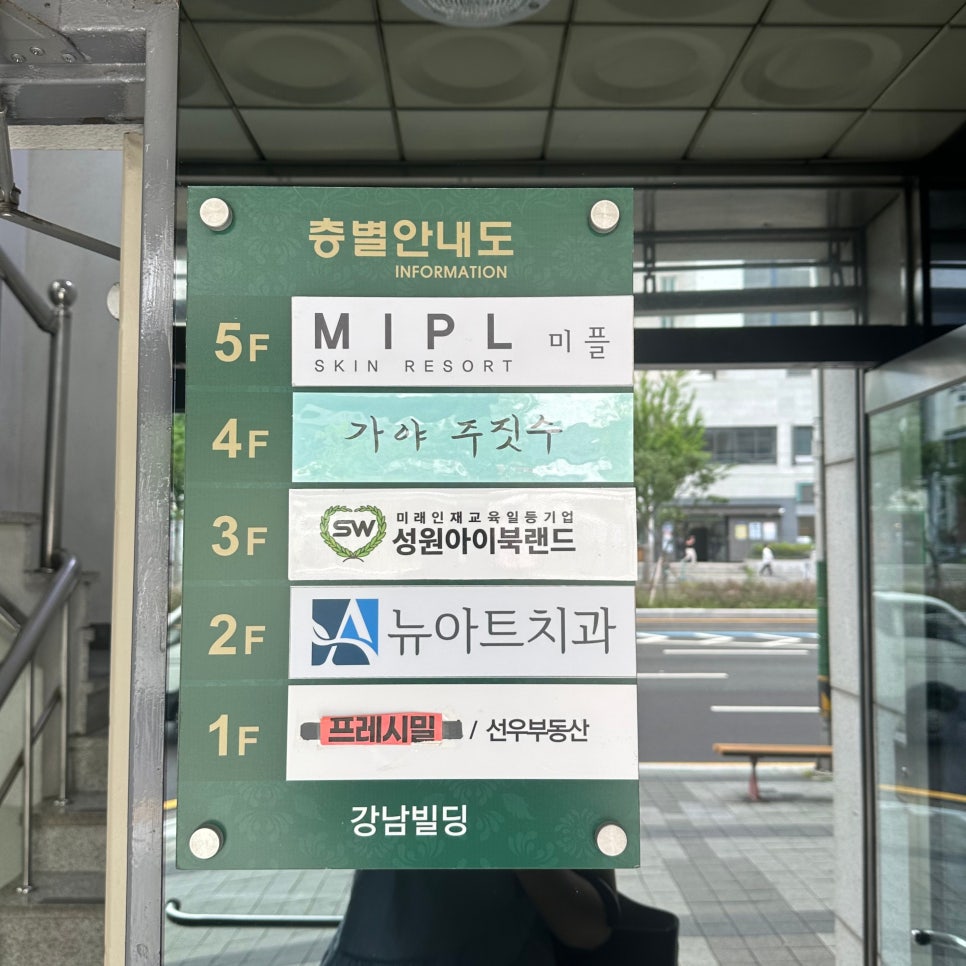 층별안내도
INFORMATION
5F
MIPL 미플
SKIN RESORT
4F
가야 주짓수
3F
SW
미래인재교육일등기업
성원아이북랜드
2F
뉴아트치과
1F
프레시밀 / 선우부동산
강남빌딩